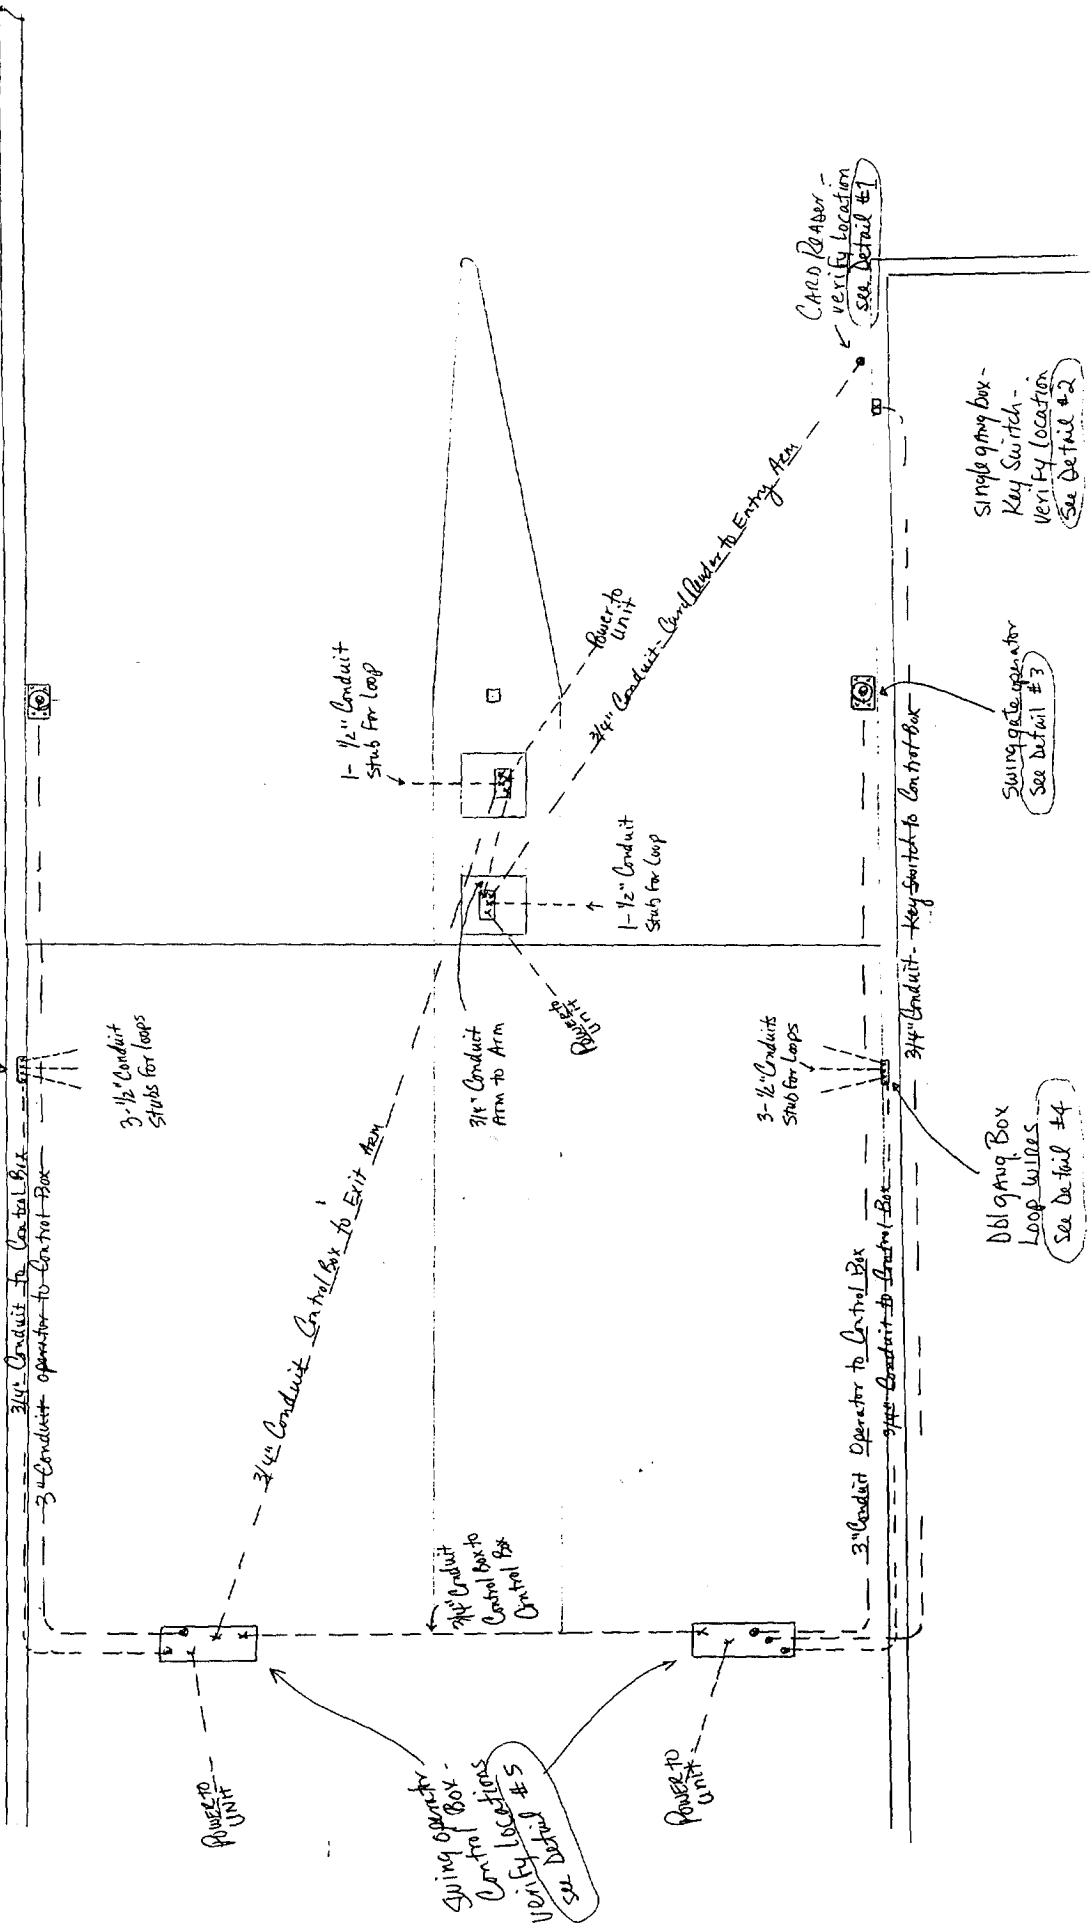 3/4" Conduit to Control Box
3" Conduit operator to Control Box
3-1/2" Conduit
Stubs for loops
3/4" Conduit Control Box to Exit Arm
1-1/2" Conduit
Stub for Loop
Power to
Unit
3/4" Conduit - Card Reader to Entry Arm
1-1/2" Conduit
Stub for Loop
3/4" Conduit
Arm to Arm
Power to
Unit
CARD READER -
verify Location
see Detail #1
single gang box -
Key Switch -
Verify location
See Detail #2
Swing gate operator
See Detail #3
3/4" Conduit - Key Switch to Control Box
3-1/2" Conduits
Stub for Loops
Dbl gang Box
Loop wires
See Detail #4
3" Conduit Operator to Control Box
3/4" Conduit to Control Box
3/4" Conduit
Control Box to
Control Box
Power to
Unit
Swing operator
Control Box -
Verify Locations
see Detail #5
Power to
Unit